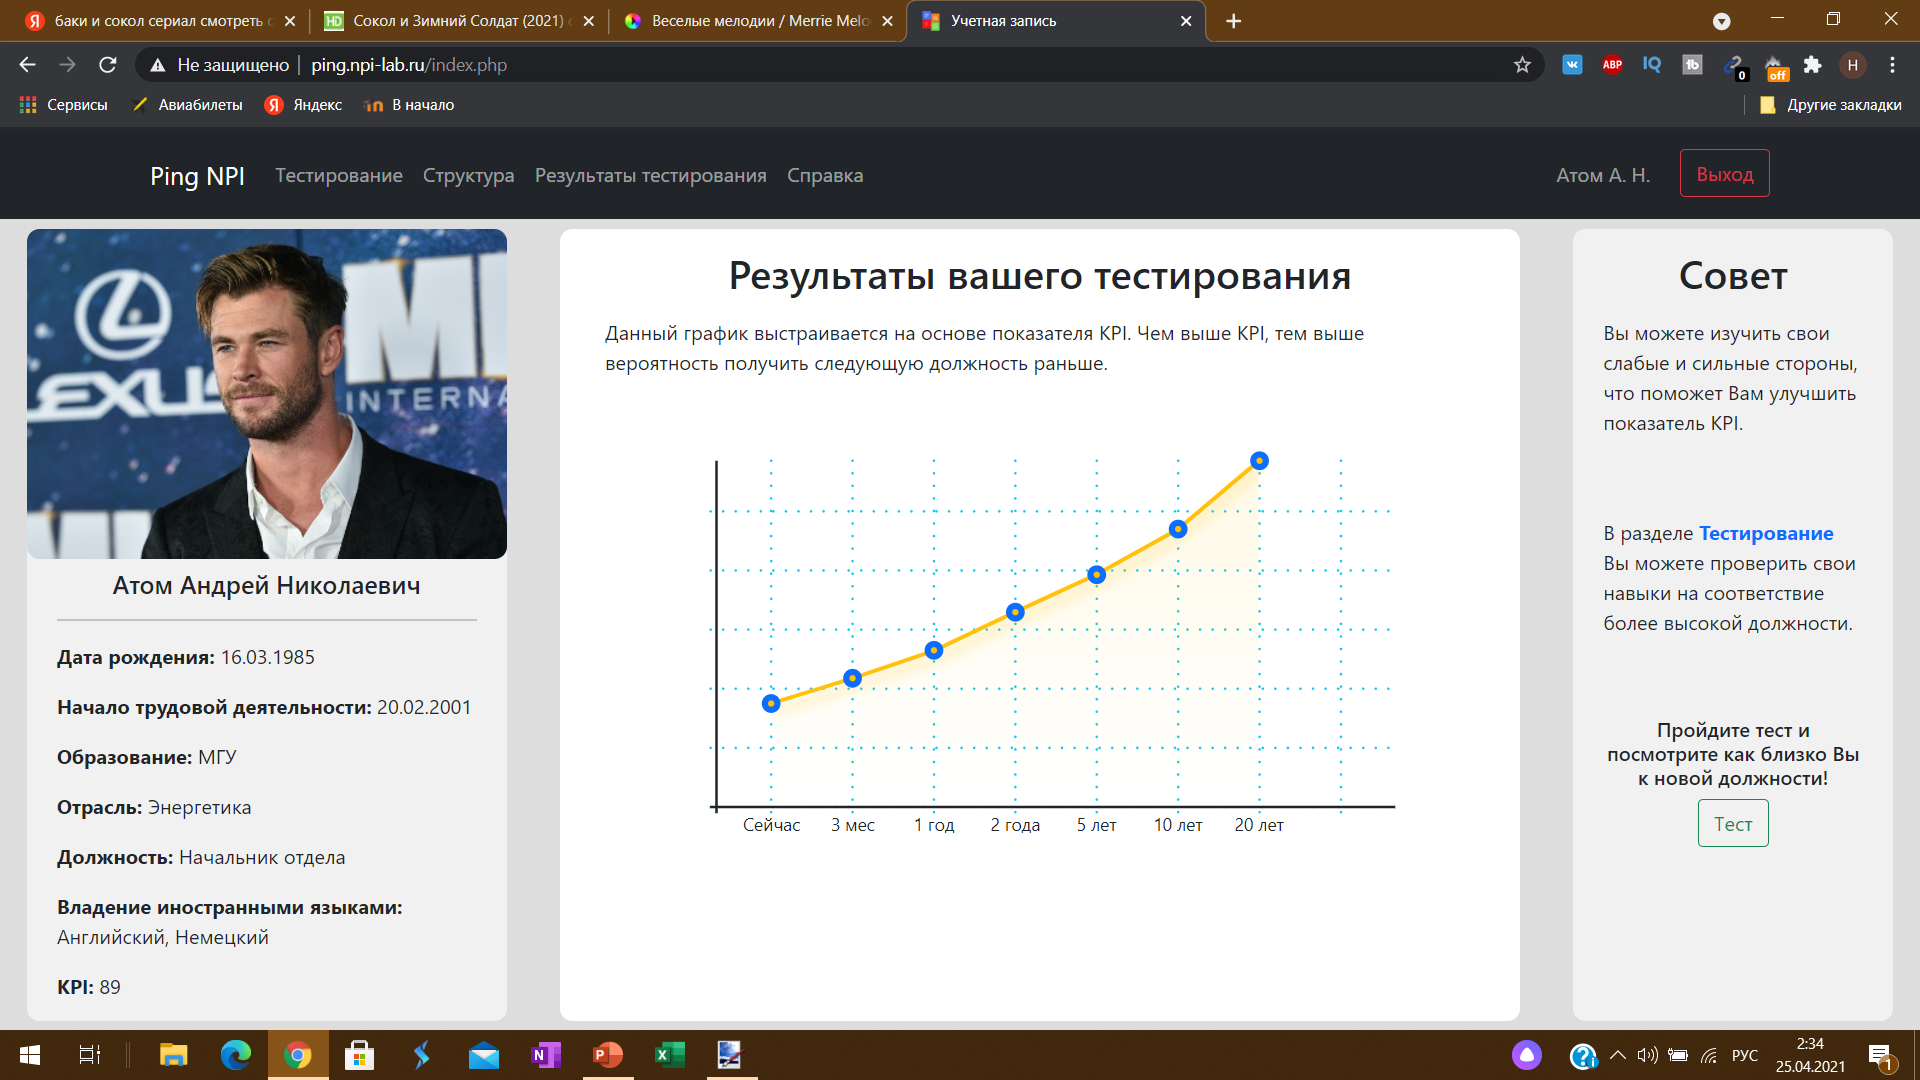 баки и сокол сериал смотреть
Сокол и Зимний Солдат (2021)
Веселые мелодии / Merrie Melo
Учетная запись
Не защищено
ping.npi-lab.ru/index.php
ABP
IQ
0
off
H
Сервисы
Авиабилеты
Яндекс
В начало
Другие закладки
Ping NPI
Тестирование
Структура
Результаты тестирования
Справка
Атом А. Н.
Выход
LEXUS
INTERNA
Атом Андрей Николаевич
Дата рождения: 16.03.1985
Начало трудовой деятельности: 20.02.2001
Образование: МГУ
Отрасль: Энергетика
Должность: Начальник отдела
Владение иностранными языками:
Английский, Немецкий
KPI: 89
Результаты вашего тестирования
Данный график выстраивается на основе показателя KPI. Чем выше KPI, тем выше
вероятность получить следующую должность раньше.
Сейчас
3 мес
1 год
2 года
5 лет
10 лет
20 лет
Совет
Вы можете изучить свои
слабые и сильные стороны,
что поможет Вам улучшить
показатель KPI.
В разделе Тестирование
Вы можете проверить свои
навыки на соответствие
более высокой должности.
Пройдите тест и
посмотрите как близко Вы
к новой должности!
Тест
РУС
2:34
25.04.2021
1